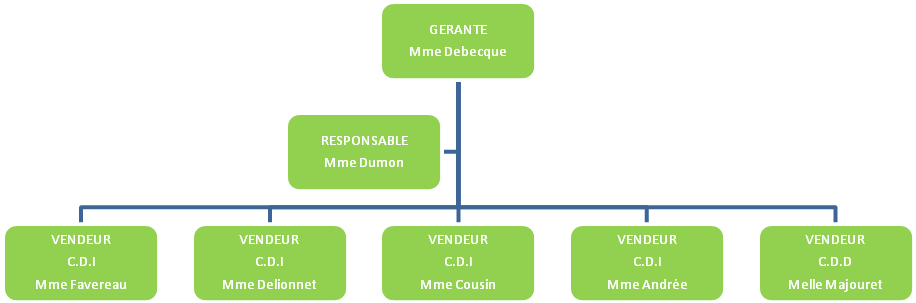 GERANTE
Mme Debecque
RESPONSABLE
Mme Dumon
VENDEUR
C.D.I
Mme Favereau
VENDEUR
C.D.I
Mme Delionnet
VENDEUR
C.D.I
Mme Cousin
VENDEUR
C.D.I
Mme Andrée
VENDEUR
C.D.D
Melle Majouret